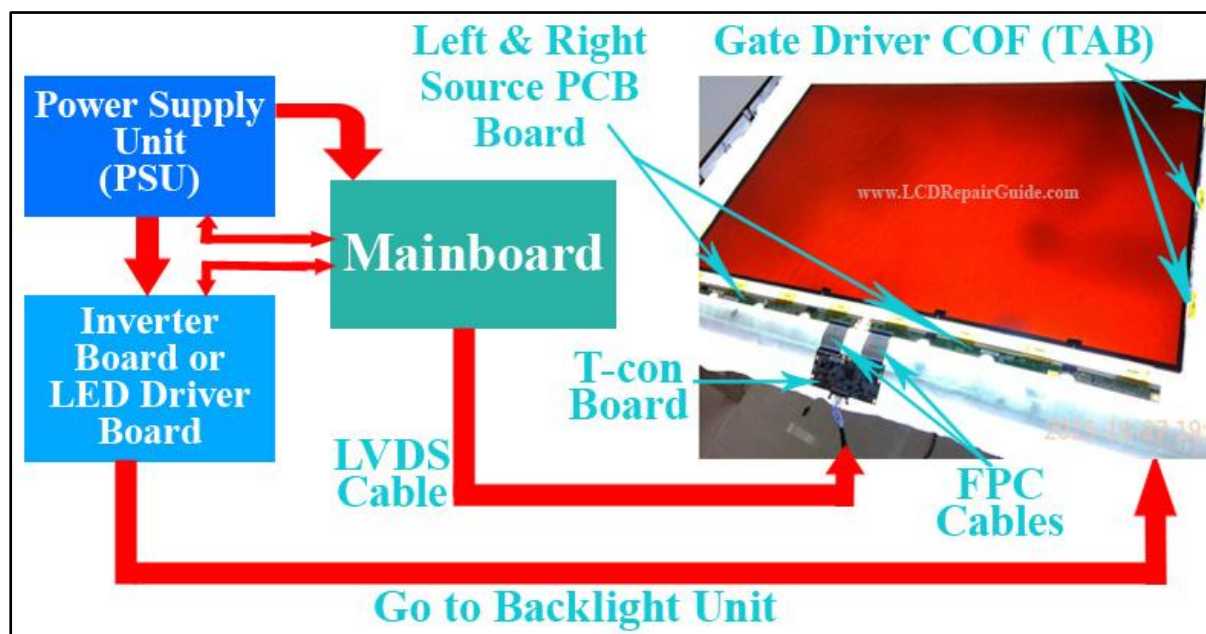 Left & Right
Source PCB
Board
Gate Driver COF (TAB)
Power Supply
Unit
(PSU)
Mainboard
www.LCDRepairGuide.com
Inverter
Board or
LED Driver
Board
T-con
Board
LVDS
Cable
FPC
Cables
Go to Backlight Unit